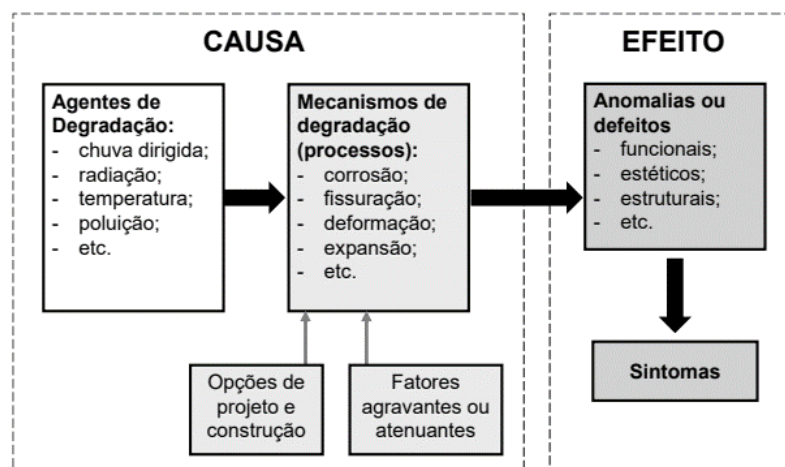 CAUSA
Agentes de
Degradação:
- chuva dirigida;
- radiação;
- temperatura;
- poluição;
- etc.
Mecanismos de
degradação
(processos):
- corrosão;
- fissuração;
- deformação;
- expansão;
- etc.
Opções de
projeto e
construção
Fatores
agravantes ou
atenuantes
EFEITO
Anomalias ou
defeitos
- funcionais;
- estéticos;
- estruturais;
- etc.
Sintomas